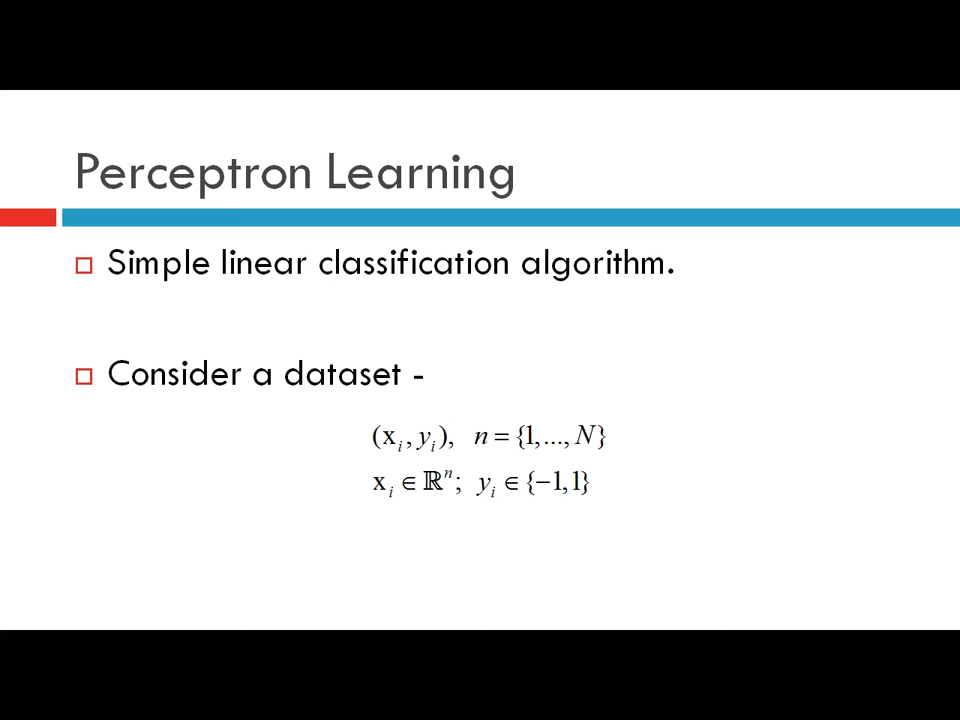 Perceptron Learning
Simple linear classification algorithm.
Consider a dataset -
(xᵢ, yᵢ), n = {1,..., N}
xᵢ ∈ ℝⁿ; yᵢ ∈ {−1,1}